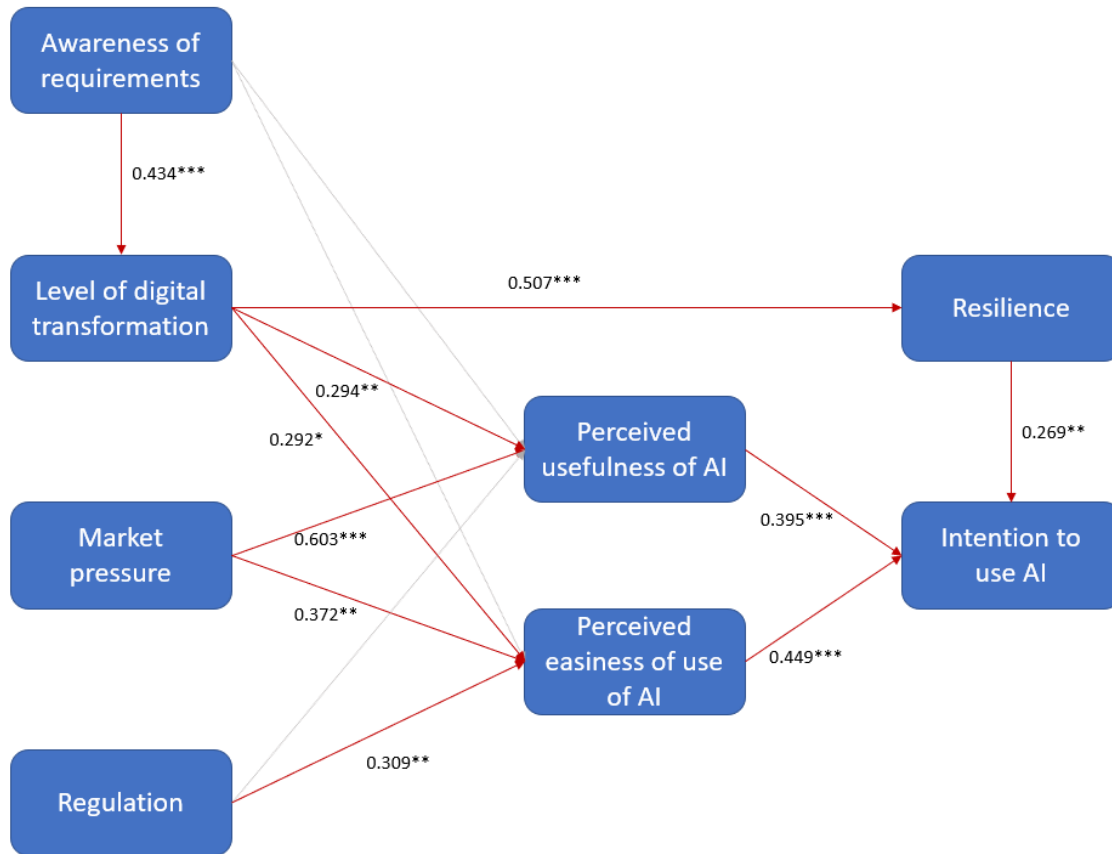 Awareness of
requirements
0.434***
Level of digital
transformation
0.507***
Resilience
0.294**
0.292*
Perceived
usefulness of AI
0.269**
Market
pressure
0.603***
0.395***
Intention to
use AI
0.372**
Perceived
easiness of use
of AI
0.449***
0.309**
Regulation